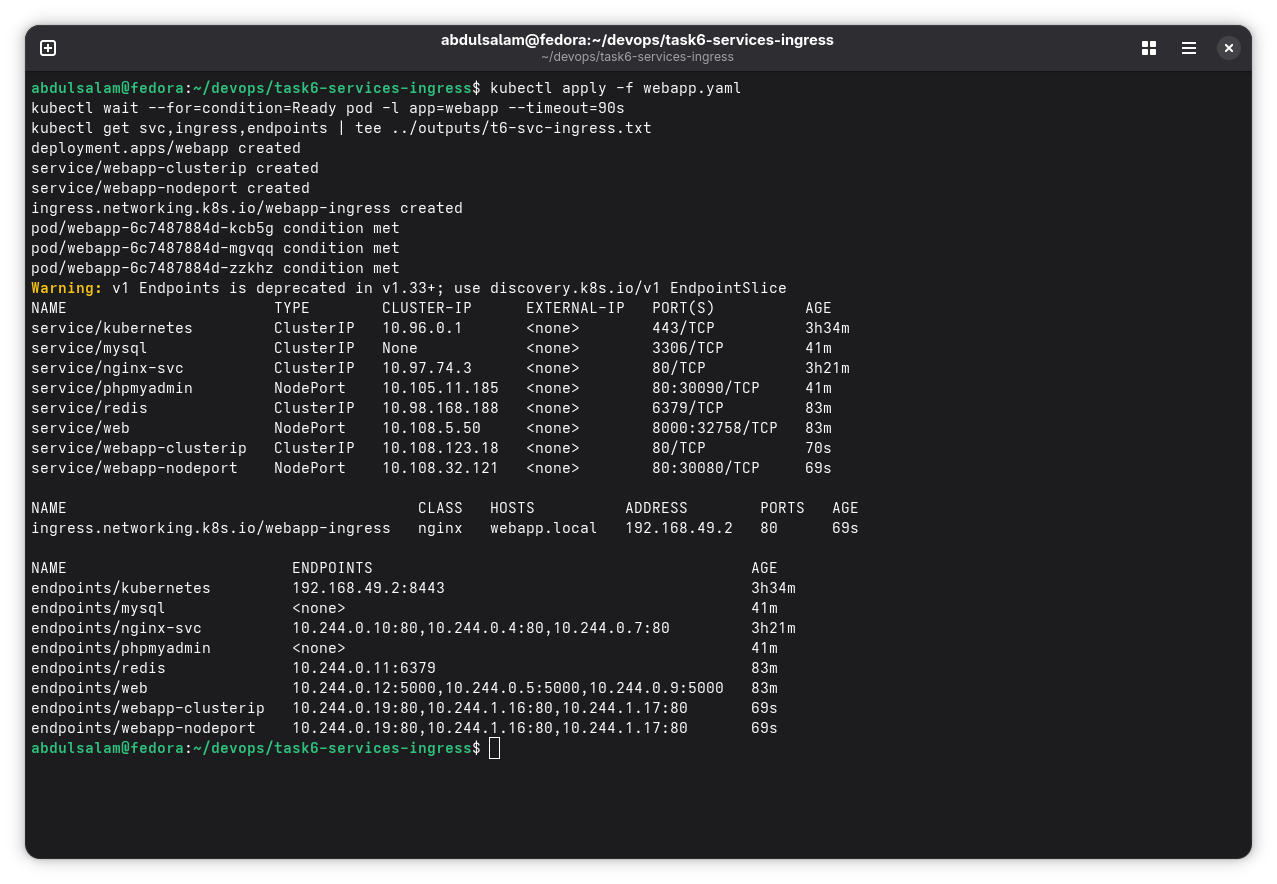 abdulsalam@fedora:~/devops/task6-services-ingress
~/devops/task6-services-ingress
abdulsalam@fedora:~/devops/task6-services-ingress$ kubectl apply -f webapp.yaml
kubectl wait --for=condition=Ready pod -l app=webapp --timeout=90s
kubectl get svc,ingress,endpoints | tee ../outputs/t6-svc-ingress.txt
deployment.apps/webapp created
service/webapp-clusterip created
service/webapp-nodeport created
ingress.networking.k8s.io/webapp-ingress created
pod/webapp-6c7487884d-kcb5g condition met
pod/webapp-6c7487884d-mgvqq condition met
pod/webapp-6c7487884d-zzkhz condition met
Warning: v1 Endpoints is deprecated in v1.33+; use discovery.k8s.io/v1 EndpointSlice
NAME                       TYPE        CLUSTER-IP      EXTERNAL-IP   PORT(S)          AGE
service/kubernetes         ClusterIP   10.96.0.1       <none>        443/TCP          3h34m
service/mysql              ClusterIP   None            <none>        3306/TCP         41m
service/nginx-svc          ClusterIP   10.97.74.3      <none>        80/TCP           3h21m
service/phpmyadmin         NodePort    10.105.11.185   <none>        80:30090/TCP     41m
service/redis              ClusterIP   10.98.168.188   <none>        6379/TCP         83m
service/web                NodePort    10.108.5.50     <none>        8000:32758/TCP   83m
service/webapp-clusterip   ClusterIP   10.108.123.18   <none>        80/TCP           70s
service/webapp-nodeport    NodePort    10.108.32.121   <none>        80:30080/TCP     69s
NAME                                       CLASS   HOSTS          ADDRESS        PORTS   AGE
ingress.networking.k8s.io/webapp-ingress   nginx   webapp.local   192.168.49.2   80      69s
NAME                         ENDPOINTS                                          AGE
endpoints/kubernetes         192.168.49.2:8443                                  3h34m
endpoints/mysql              <none>                                             41m
endpoints/nginx-svc          10.244.0.10:80,10.244.0.4:80,10.244.0.7:80         3h21m
endpoints/phpmyadmin         <none>                                             41m
endpoints/redis              10.244.0.11:6379                                   83m
endpoints/web                10.244.0.12:5000,10.244.0.5:5000,10.244.0.9:5000   83m
endpoints/webapp-clusterip   10.244.0.19:80,10.244.1.16:80,10.244.1.17:80       69s
endpoints/webapp-nodeport    10.244.0.19:80,10.244.1.16:80,10.244.1.17:80       69s
abdulsalam@fedora:~/devops/task6-services-ingress$